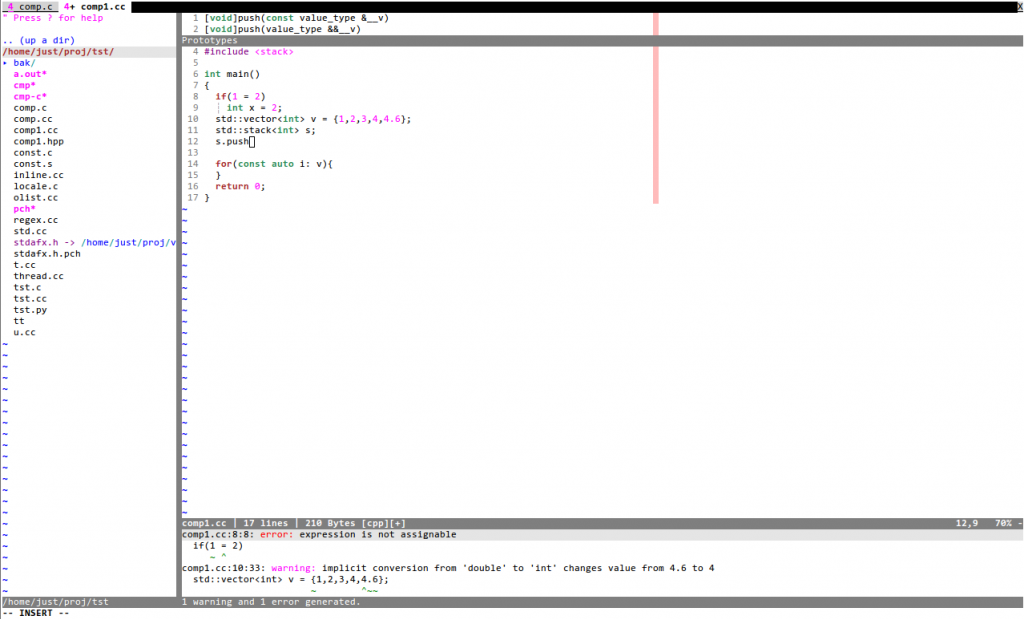 4 comp.c 4+ comp1.cc X
" Press ? for help
.. (up a dir)
/home/just/proj/tst/
▸ bak/
a.out*
cmp*
cmp-c*
comp.c
comp.cc
comp1.cc
comp1.hpp
const.c
const.s
inline.cc
locale.c
olist.cc
pch*
regex.cc
std.cc
stdafx.h -> /home/just/proj/v
stdafx.h.pch
t.cc
thread.cc
tst.c
tst.cc
tst.py
tt
u.cc
/home/just/proj/tst
1 [void]push(const value_type &__v)
2 [void]push(value_type &&__v)
Prototypes
4 #include <stack>
5
6 int main()
7 {
8   if(1 = 2)
9   ¦ int x = 2;
10   std::vector<int> v = {1,2,3,4,4.6};
11   std::stack<int> s;
12   s.push
13
14   for(const auto i: v){
15   }
16   return 0;
17 }
comp1.cc | 17 lines | 210 Bytes [cpp][+] 12,9 70% -
comp1.cc:8:8: error: expression is not assignable
  if(1 = 2)
     ~ ^
comp1.cc:10:33: warning: implicit conversion from 'double' to 'int' changes value from 4.6 to 4
  std::vector<int> v = {1,2,3,4,4.6};
                       ~        ^~~
1 warning and 1 error generated.
-- INSERT --